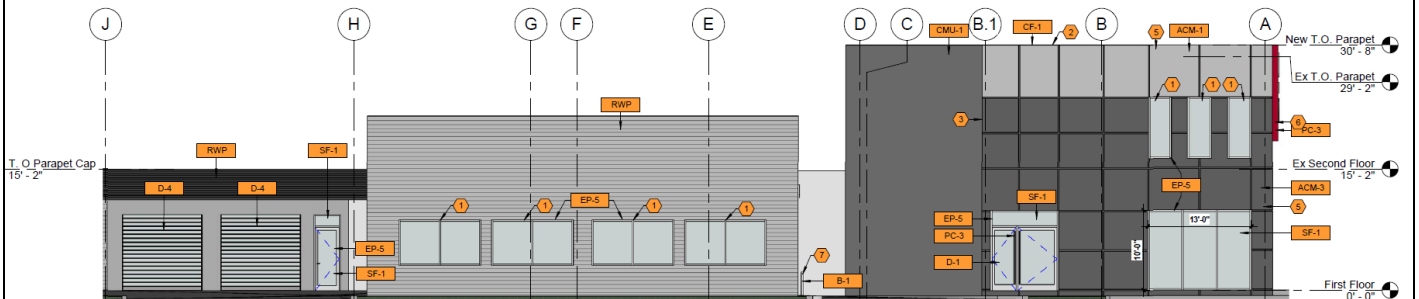 J
H
G
F
E
D
C
B.1
B
A
CMU-1
CF-1
2
5
ACM-1
New T.O. Parapet
30' - 8"
Ex T.O. Parapet
29' - 2"
1
1
1
RWP
3
6
PC-3
T. O Parapet Cap
15' - 2"
RWP
SF-1
Ex Second Floor
15' - 2"
D-4
D-4
EP-5
ACM-3
1
1
EP-5
1
1
SF-1
5
EP-5
13'-0"
EP-5
PC-3
SF-1
10'-0"
D-1
SF-1
7
B-1
First Floor
0' - 0"